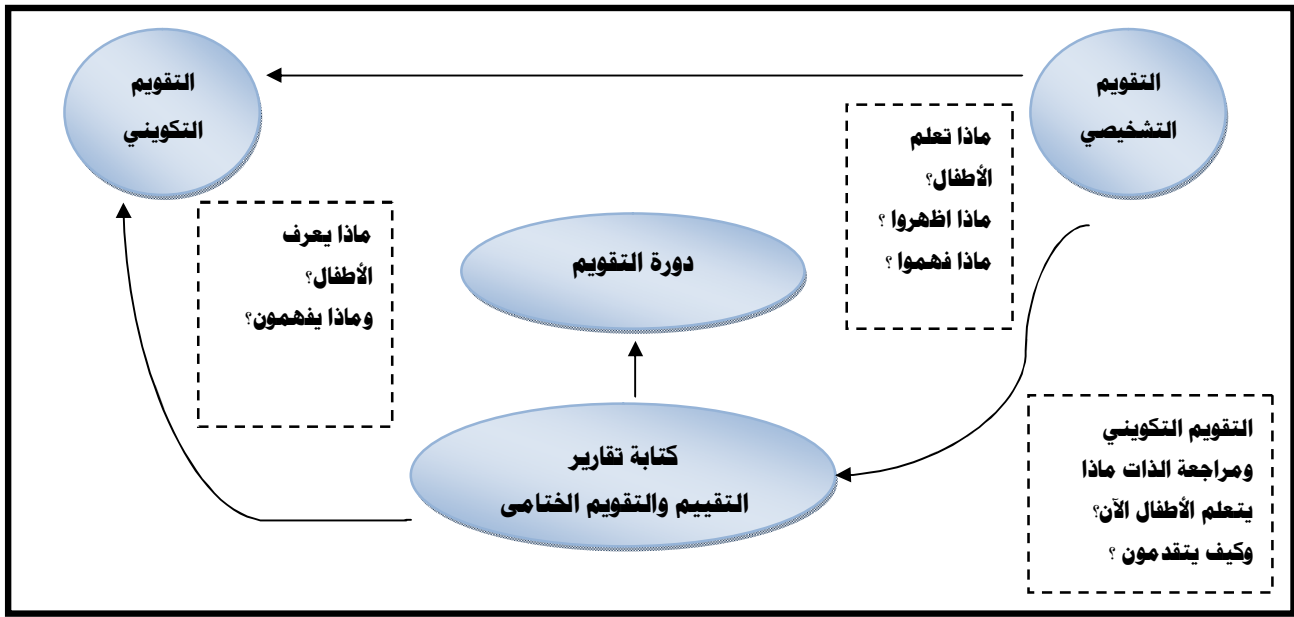 التقويم
التشخيصي
التقويم
التكويني
ماذا تعلم
الأطفال؟
ماذا اظهروا ؟
ماذا فهموا ؟
ماذا يعرف
الأطفال؟
وماذا يفهمون؟
دورة التقويم
كتابة تقارير
التقييم والتقويم الختامى
التقويم التكويني
ومراجعة الذات ماذا
يتعلم الأطفال الآن؟
وكيف يتقدمون ؟